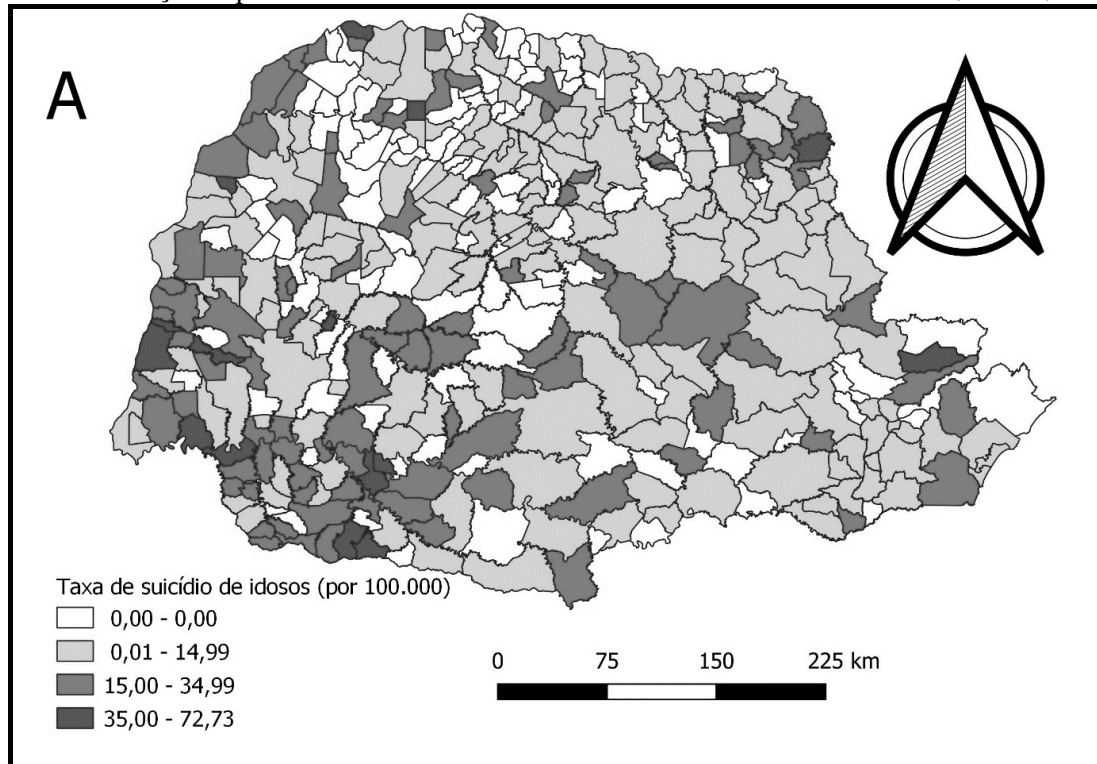 A
Taxa de suicídio de idosos (por 100.000)
0,00 - 0,00
0,01 - 14,99
15,00 - 34,99
35,00 - 72,73
0 75 150 225 km